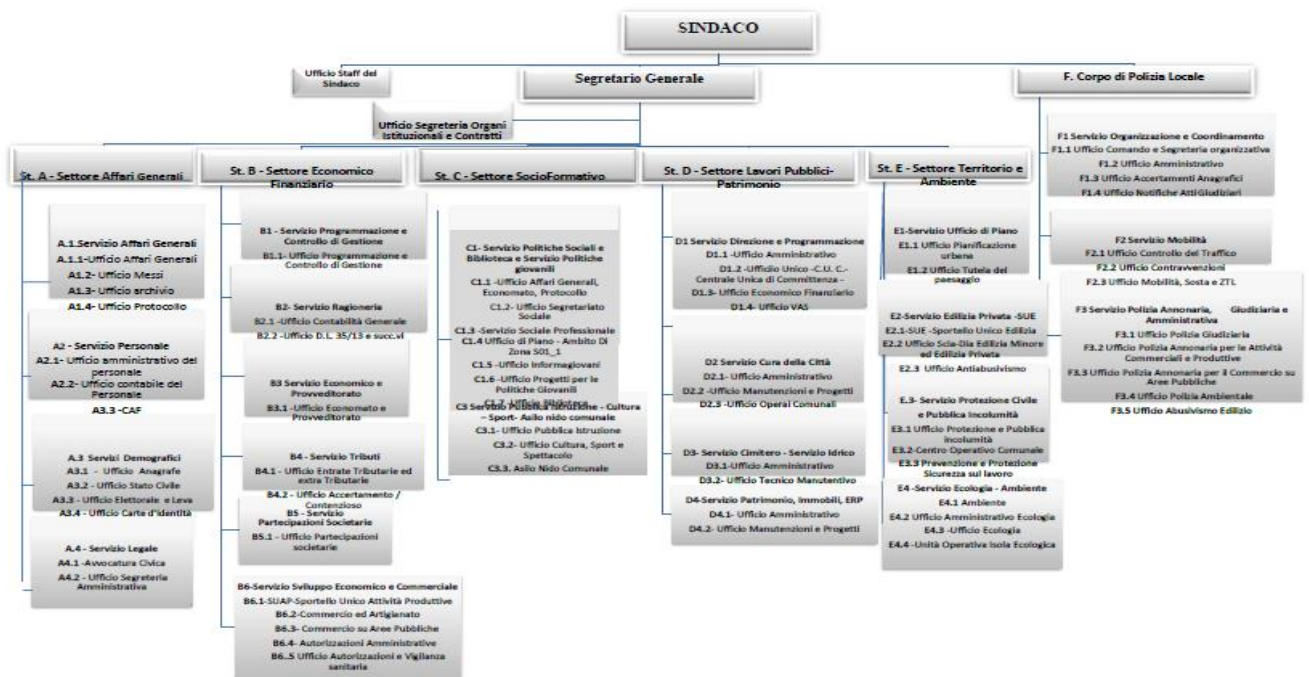 SINDACO
Ufficio Staff del
Sindaco
Segretario Generale
F. Corpo di Polizia Locale
Ufficio Segreteria Organi
Istituzionali e Contratti
St. A - Settore Affari Generali
A.1.Servizio Affari Generali
A.1.1-Ufficio Affari Generali
A1.2- Ufficio Messi
A1.3- Ufficio archivio
A1.4- Ufficio Protocollo
A2 - Servizio Personale
A2.1- Ufficio amministrativo del
personale
A2.2- Ufficio contabile del
Personale
A3.3 -CAF
A.3 Servizi Demografici
A3.1 - Ufficio Anagrafe
A3.2 - Ufficio Stato Civile
A3.3 - Ufficio Elettorale e Leva
A3.4 - Ufficio Carte d'Identità
A.4 - Servizio Legale
A4.1 -Avvocatura Civica
A4.2 - Ufficio Segreteria
Amministrativa
St. B - Settore Economico
Finanziario
B1 - Servizio Programmazione e
Controllo di Gestione
B1.1- Ufficio Programmazione e
Controllo di Gestione
B2- Servizio Ragioneria
B2.1 -Ufficio Contabilità Generale
B2.2 -Ufficio D.L. 35/13 e succ.vi
B3 Servizio Economico e
Provveditorato
B3.1 -Ufficio Economato e
Provveditorato
B4 - Servizio Tributi
B4.1 - Ufficio Entrate Tributarie ed
extra Tributarie
B4.2 - Ufficio Accertamento /
Contenzioso
B5 - Servizio
Partecipazioni Societarie
B5.1 - Ufficio Partecipazioni
societarie
B6-Servizio Sviluppo Economico e Commerciale
B6.1-SUAP-Sportello Unico Attività Produttive
B6.2-Commercio ed Artigianato
B6.3- Commercio su Aree Pubbliche
B6.4- Autorizzazioni Amministrative
B6..5 Ufficio Autorizzazioni e Vigilanza
sanitaria
St. C - Settore SocioFormativo
C1- Servizio Politiche Sociali e
Biblioteca e Servizio Politiche
giovanili
C1.1 -Ufficio Affari Generali,
Economato, Protocollo
C1.2- Ufficio Segretariato
Sociale
C1.3 -Servizio Sociale Professionale
C1.4 Ufficio di Piano - Ambito Di
Zona S01_1
C1.5 - Ufficio Informagiovani
C1.6 -Ufficio Progetti per le
Politiche Giovanili
C1.7 -Ufficio Biblioteca
C3 Servizio Pubblica Istruzione - Cultura
– Sport- Asilo nido comunale
C3.1- Ufficio Pubblica Istruzione
C3.2- Ufficio Cultura, Sport e
Spettacolo
C3.3. Asilo Nido Comunale
St. D - Settore Lavori Pubblici-
Patrimonio
D1 Servizio Direzione e Programmazione
D1.1 -Ufficio Amministrativo
D1.2 -Uffidio Unico -C.U. C.-
Centrale Unica di Committenza -
D1.3- Ufficio Economico Finanziario
D1.4- Ufficio VAS
D2 Servizio Cura della Città
D2.1- Ufficio Amministrativo
D2.2 -Ufficio Manutenzioni e Progetti
D2.3 -Ufficio Operai Comunali
D3- Servizio Cimitero - Servizio Idrico
D3.1-Ufficio Amministrativo
D3.2- Ufficio Tecnico Manutentivo
D4-Servizio Patrimonio, Immobili, ERP
D4.1- Ufficio Amministrativo
D4.2- Ufficio Manutenzioni e Progetti
St. E - Settore Territorio e
Ambiente
E1-Servizio Ufficio di Piano
E1.1 Ufficio Pianificazione
urbana
E1.2 Ufficio Tutela del
paesaggio
E2-Servizio Edilizia Privata -SUE
E2.1-SUE -Sportello Unico Edilizia
E2.2 Ufficio Scia-Dia Edilizia Minore
ed Edilizia Privata
E2.3 Ufficio Antiabusivismo
E.3- Servizio Protezione Civile
e Pubblica Incolumità
E3.1 Ufficio Protezione e Pubblica
incolumità
E3.2-Centro Operativo Comunale
E3.3 Prevenzione e Protezione
Sicurezza sul lavoro
E4 -Servizio Ecologia - Ambiente
E4.1 Ambiente
E4.2 Ufficio Amministrativo Ecologia
E4.3 -Ufficio Ecologia
E4.4 -Unità Operativa Isola Ecologica
F1 Servizio Organizzazione e Coordinamento
F1.1 Ufficio Comando e Segreteria organizzativa
F1.2 Ufficio Amministrativo
F1.3 Ufficio Accertamenti Anagrafici
F1.4 Ufficio Notifiche Atti Giudiziari
F2 Servizio Mobilità
F2.1 Ufficio Controllo del Traffico
F2.2 Ufficio Contravvenzioni
F2.3 Ufficio Mobilità, Sosta e ZTL
F3 Servizio Polizia Annonaria, Giudiziaria e
Amministrativa
F3.1 Ufficio Polizia Giudiziaria
F3.2 Ufficio Polizia Annonaria per le Attività
Commerciali e Produttive
F3.3 Ufficio Polizia Annonaria per il Commercio su
Aree Pubbliche
F3.4 Ufficio Polizia Ambientale
F3.5 Ufficio Abusivismo Edilizio